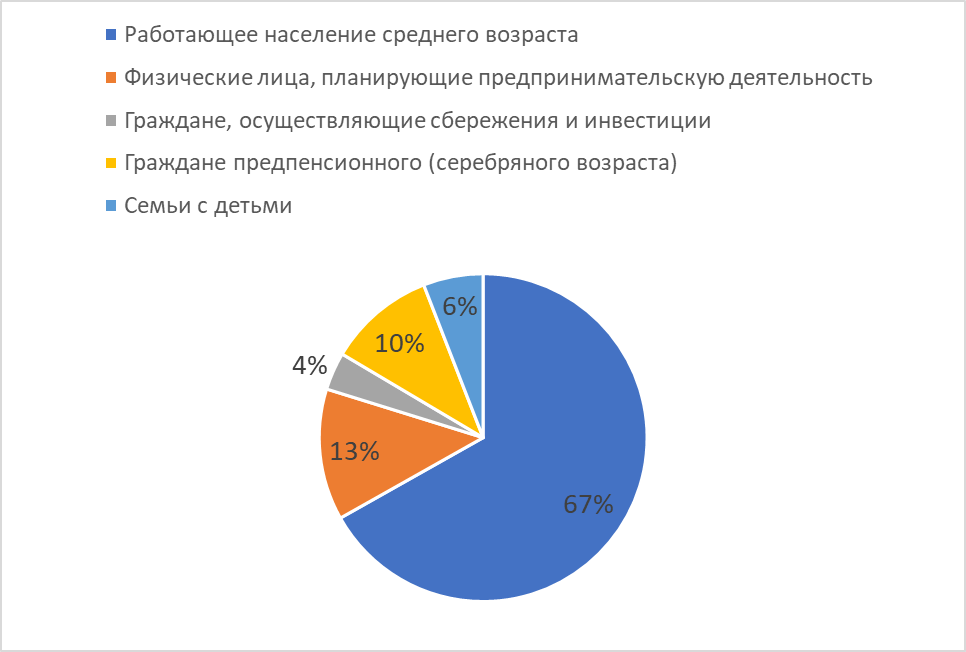 Работающее население среднего возраста
Физические лица, планирующие предпринимательскую деятельность
Граждане, осуществляющие сбережения и инвестиции
Граждане предпенсионного (серебряного возраста)
Семьи с детьми
6%
10%
4%
13%
67%